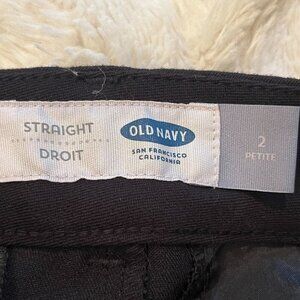 STRAIGHT
DROIT
OLD NAVY
SAN FRANCISCO
CALIFORNIA
2
PETITE